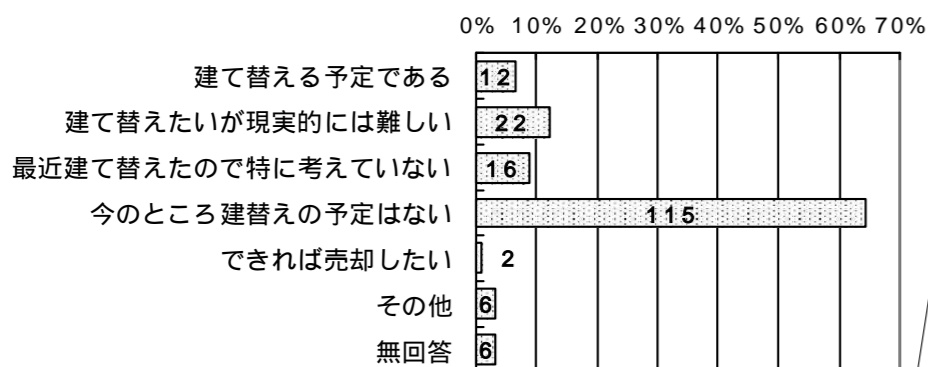 0% 10% 20% 30% 40% 50% 60% 70%
建て替える予定である 12
建て替えたいが現実的には難しい 22
最近建て替えたので特に考えていない 16
今のところ建替えの予定はない 115
できれば売却したい 2
その他 6
無回答 6